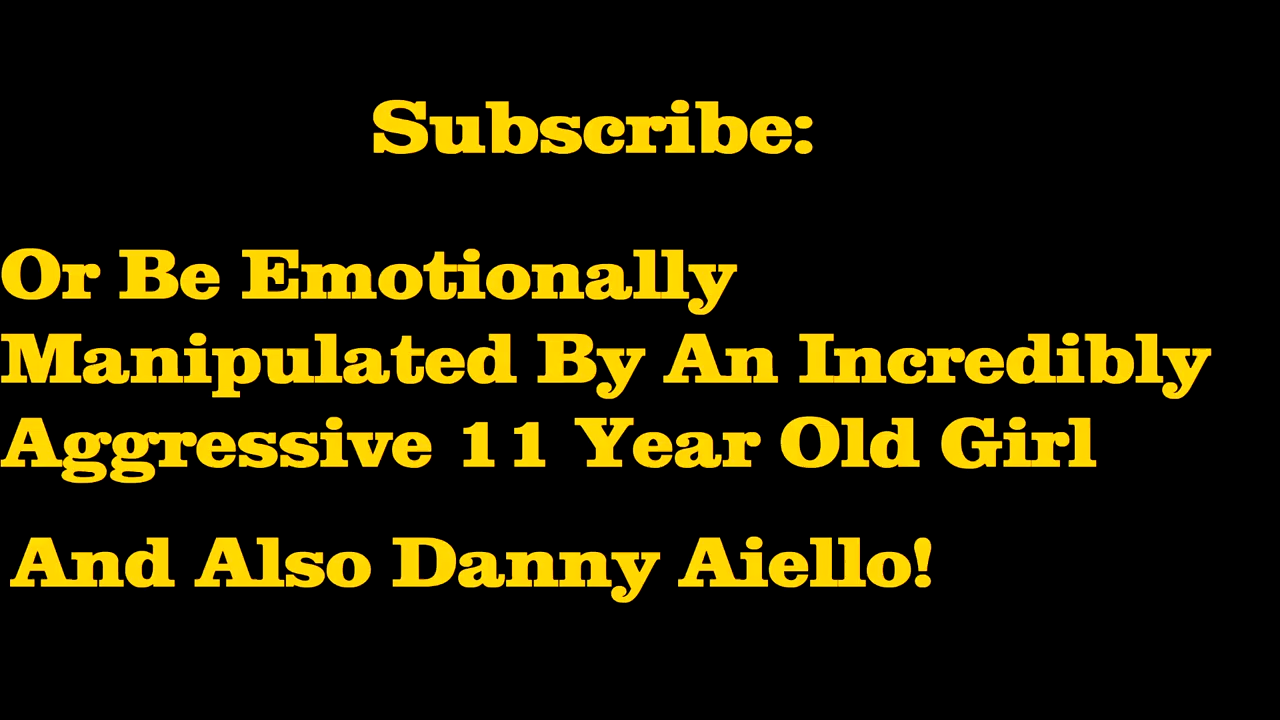 Subscribe:
Or Be Emotionally
Manipulated By An Incredibly
Aggressive 11 Year Old Girl
And Also Danny Aiello!